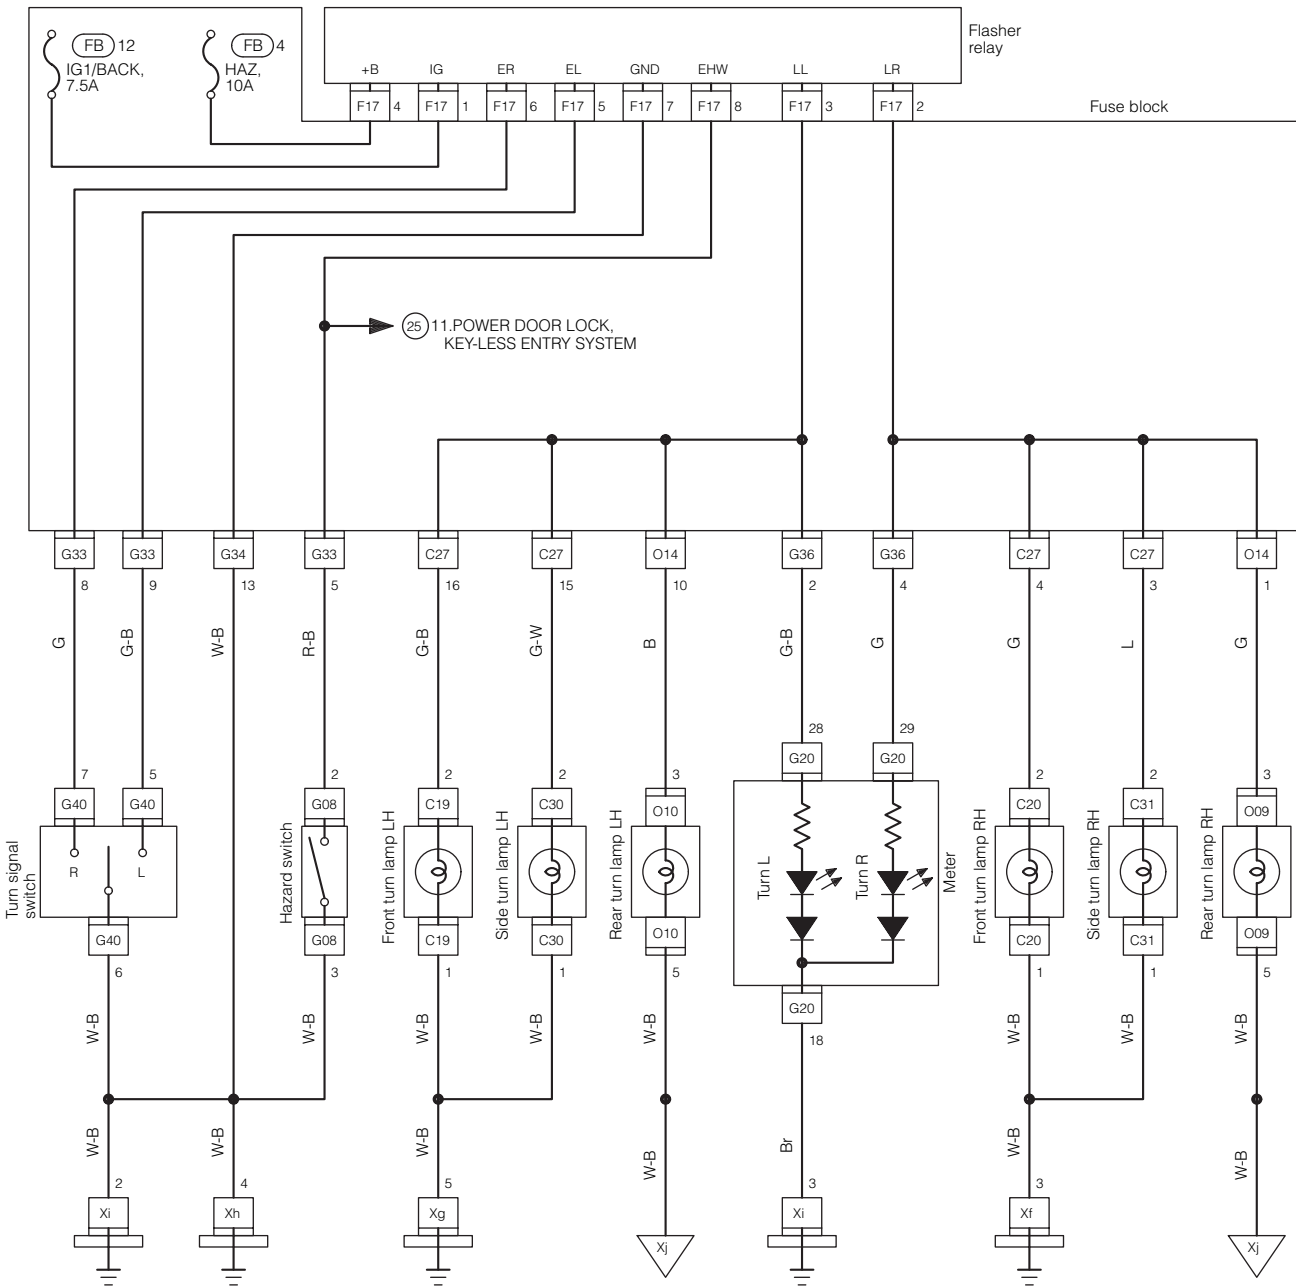 FB 12
IG1/BACK,
7.5A
FB 4
HAZ,
10A
Flasher
relay
+B IG ER EL GND EHW LL LR
F17 4 F17 1 F17 6 F17 5 F17 7 F17 8 F17 3 F17 2
Fuse block
25 11.POWER DOOR LOCK,
KEY-LESS ENTRY SYSTEM
G33 G33 G34 G33 C27 C27 O14 G36 G36 C27 C27 O14
8 9 13 5 16 15 10 2 4 4 3 1
G G-B W-B R-B G-B G-W B G-B G G L G
28 29
G20 G20
7 5 2 2 2 3 2 2 3
G40 G40 G08 C19 C30 O10 C20 C31 O09
Turn signal
switch
R L
Hazard switch
Front turn lamp LH
Side turn lamp LH
Rear turn lamp LH
Turn L
Turn R
Meter
Front turn lamp RH
Side turn lamp RH
Rear turn lamp RH
G40 G08 C19 C30 O10 C20 C31 O09
6 3 1 1 5 1 1 5
G20
18
W-B W-B W-B W-B W-B W-B W-B W-B
W-B W-B W-B W-B Br W-B W-B
2 4 5 3 3
Xi Xh Xg Xj Xi Xf Xj